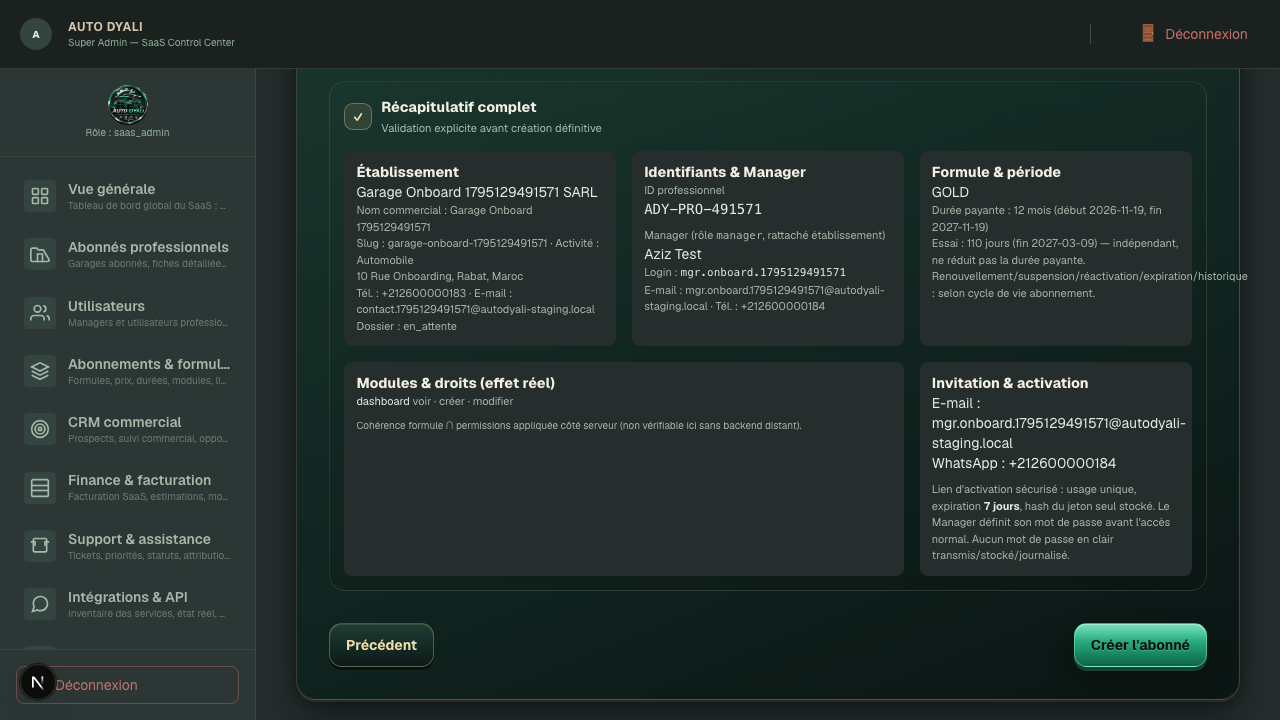 A
AUTO DYALI
Super Admin — SaaS Control Center
Déconnexion
AUTO DYALI
Rôle : saas_admin
Vue générale
Tableau de bord global du SaaS : ...
Abonnés professionnels
Garages abonnés, fiches détaillée...
Utilisateurs
Managers et utilisateurs professio...
Abonnements & formul...
Formules, prix, durées, modules, li...
CRM commercial
Prospects, suivi commercial, oppo...
Finance & facturation
Facturation SaaS, estimations, mo...
Support & assistance
Tickets, priorités, statuts, attributio...
Intégrations & API
Inventaire des services, état réel, ...
N
Déconnexion
Récapitulatif complet
Validation explicite avant création définitive
Établissement
Garage Onboard 1795129491571 SARL
Nom commercial : Garage Onboard
1795129491571
Slug : garage-onboard-1795129491571 · Activité :
Automobile
10 Rue Onboarding, Rabat, Maroc
Tél. : +212600000183 · E-mail :
contact.1795129491571@autodyali-staging.local
Dossier : en_attente
Identifiants & Manager
ID professionnel
ADY-PRO-491571
Manager (rôle manager, rattaché établissement)
Aziz Test
Login : mgr.onboard.1795129491571
E-mail : mgr.onboard.1795129491571@autodyali-
staging.local · Tél. : +212600000184
Formule & période
GOLD
Durée payante : 12 mois (début 2026-11-19, fin
2027-11-19)
Essai : 110 jours (fin 2027-03-09) — indépendant,
ne réduit pas la durée payante.
Renouvellement/suspension/réactivation/expiration/historique
: selon cycle de vie abonnement.
Modules & droits (effet réel)
dashboard voir · créer · modifier
Cohérence formule ∩ permissions appliquée côté serveur (non vérifiable ici sans backend distant).
Invitation & activation
E-mail :
mgr.onboard.1795129491571@autodyali-
staging.local
WhatsApp : +212600000184
Lien d'activation sécurisé : usage unique,
expiration 7 jours, hash du jeton seul stocké. Le
Manager définit son mot de passe avant l'accès
normal. Aucun mot de passe en clair
transmis/stocké/journalisé.
Précédent
Créer l'abonné